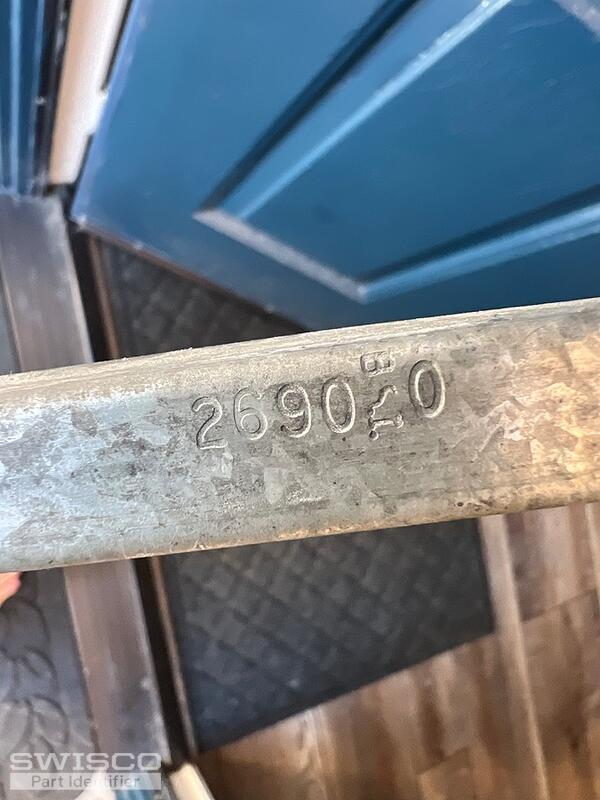 2690 0
B
SWISCO
Part Identifier